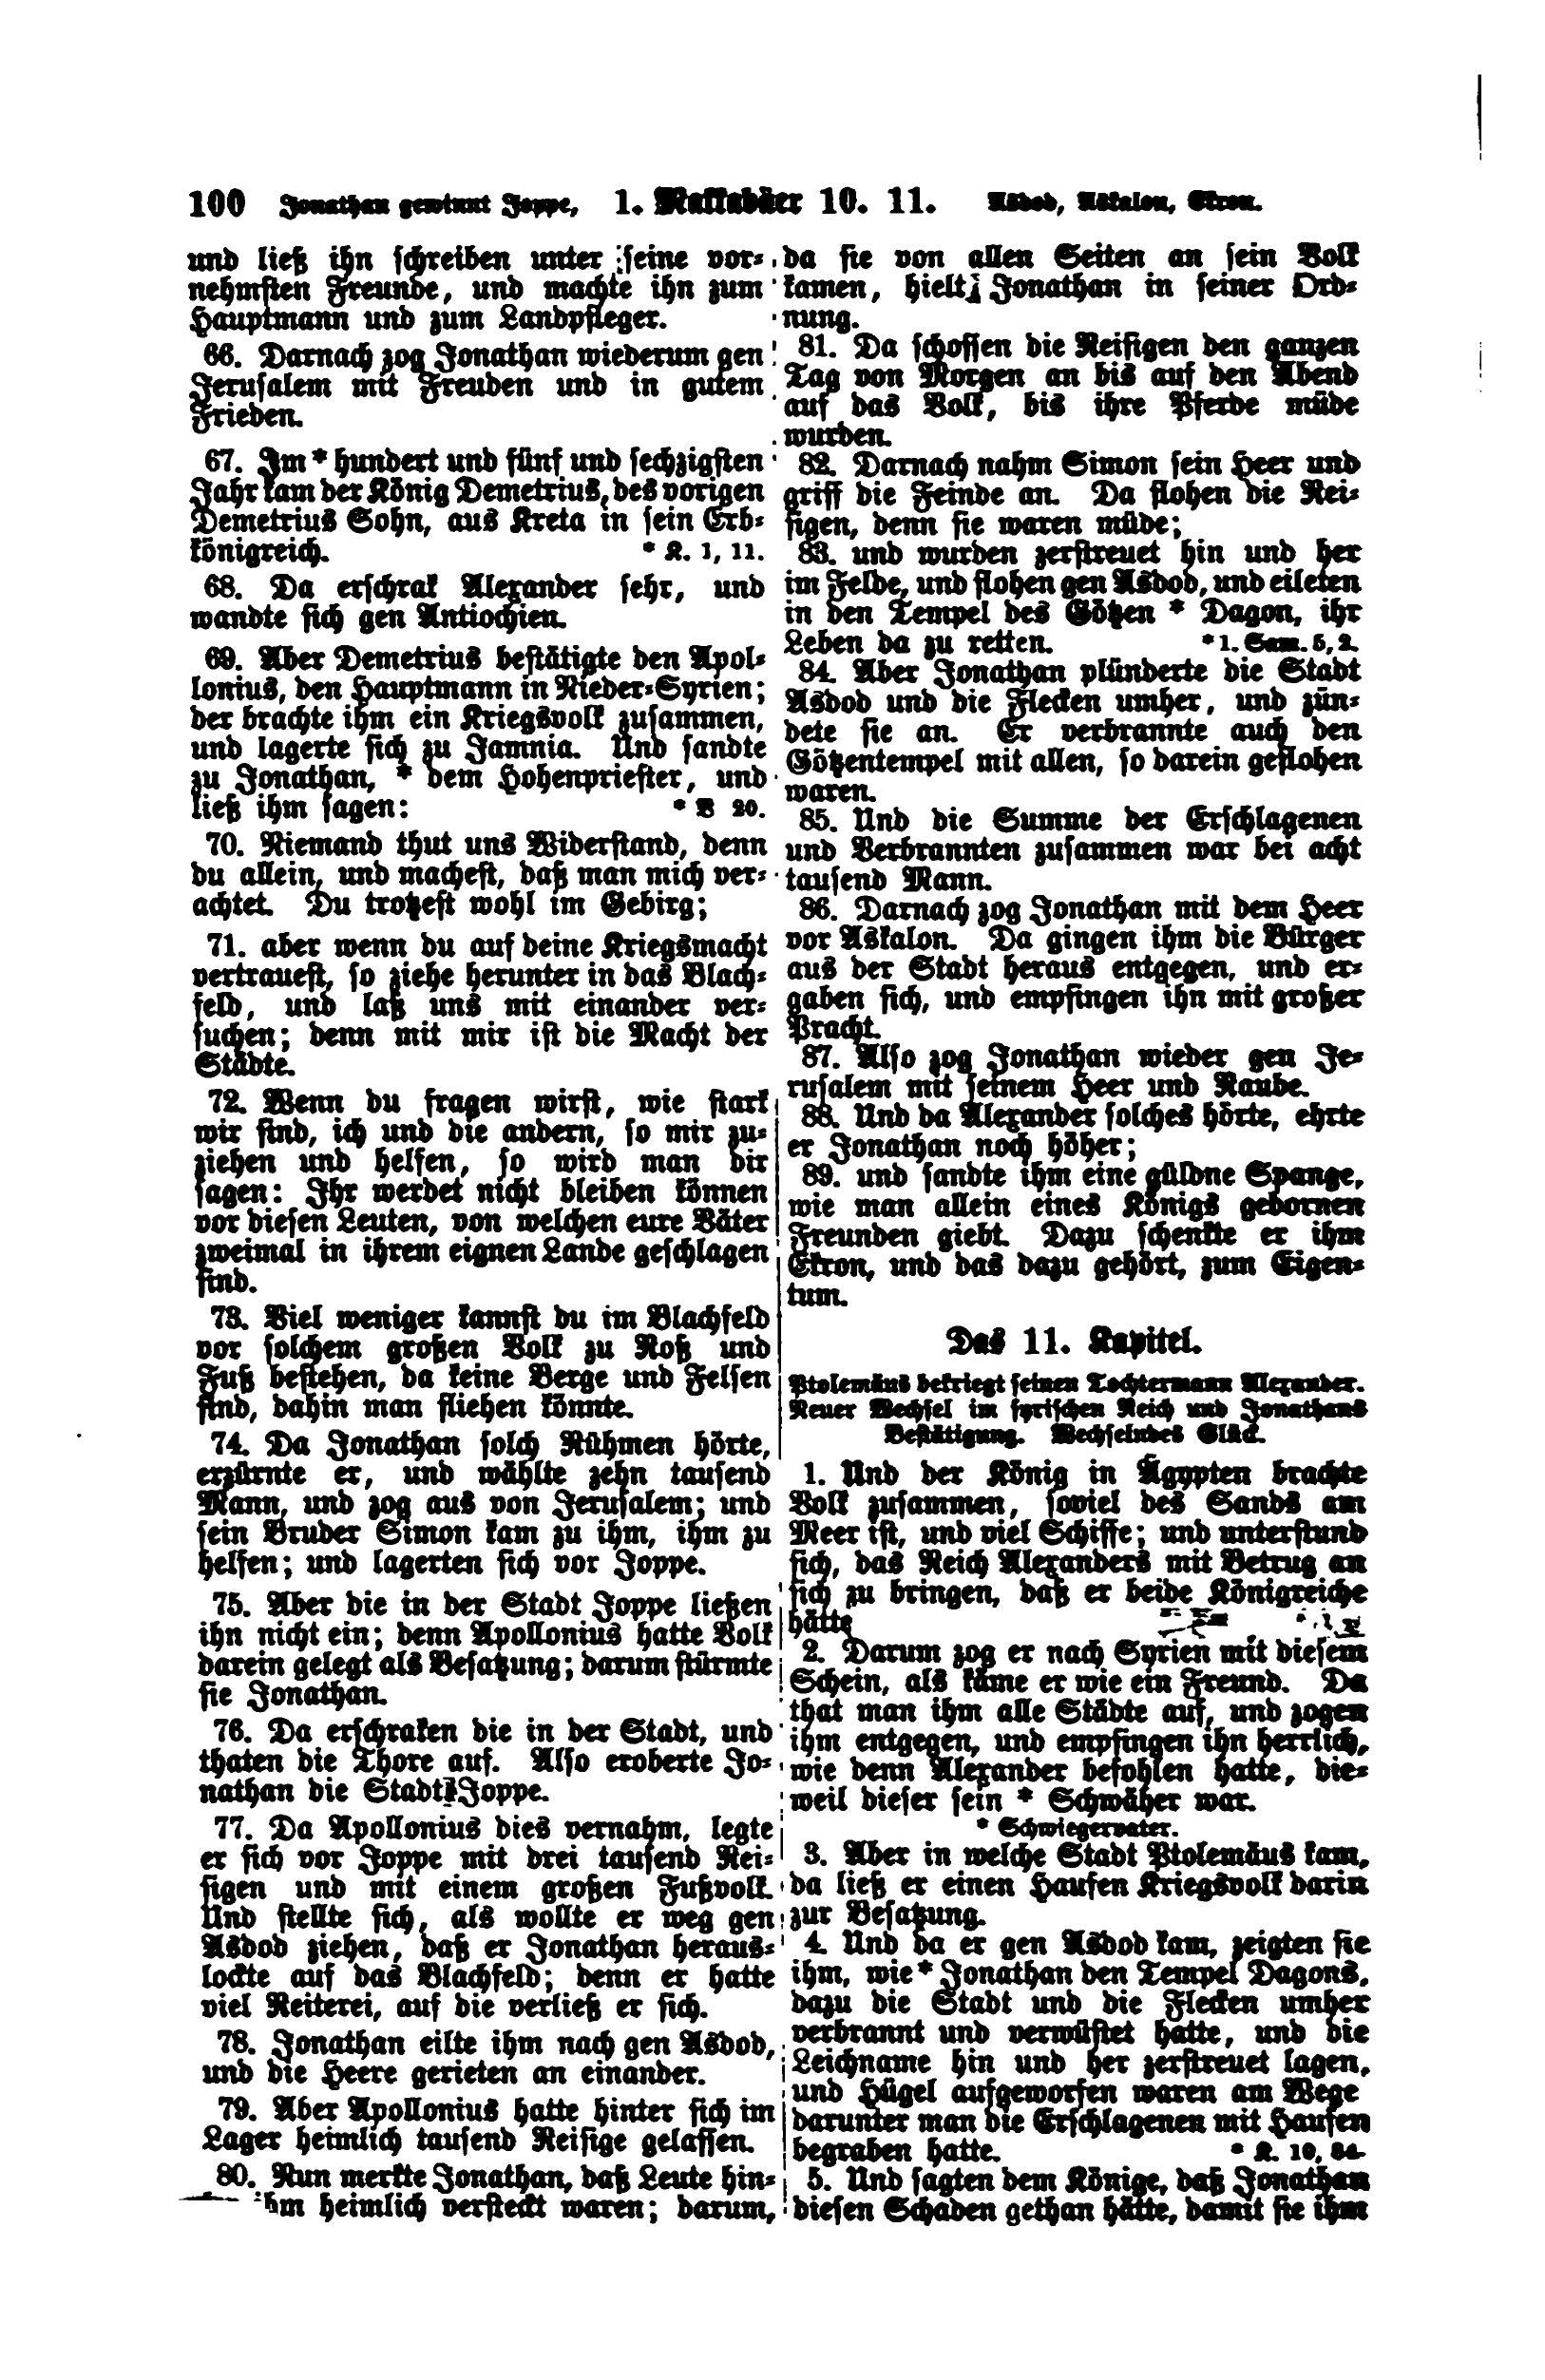 100 Jonathan gewinnt Joppe, 1. Makkabäer 10. 11. Asdod, Askalon, Ekron.
und ließ ihn schreiben unter seine vor-
nehmsten Freunde, und machte ihn zum
Hauptmann und zum Landpfleger.
66. Darnach zog Jonathan wiederum gen
Jerusalem mit Freuden und in gutem
Frieden.
67. Im * hundert und fünf und sechzigsten
Jahr kam der König Demetrius, des vorigen
Demetrius Sohn, aus Kreta in sein Erb-
königreich. * K. 1, 11.
68. Da erschrak Alexander sehr, und
wandte sich gen Antiochien.
69. Aber Demetrius bestätigte den Apol-
lonius, den Hauptmann in Nieder-Syrien;
der brachte ihm ein Kriegsvolk zusammen,
und lagerte sich zu Jamnia. Und sandte
zu Jonathan, * dem Hohenpriester, und
ließ ihm sagen: * V 20.
70. Niemand thut uns Widerstand, denn
du allein, und machest, daß man mich ver-
achtet. Du trotzest wohl im Gebirg;
71. aber wenn du auf deine Kriegsmacht
vertrauest, so ziehe herunter in das Blach-
feld, und laß uns mit einander ver-
suchen; denn mit mir ist die Macht der
Städte.
72. Wenn du fragen wirst, wie stark
wir sind, ich und die andern, so mir zu-
ziehen und helfen, so wird man dir
sagen: Ihr werdet nicht bleiben können
vor diesen Leuten, von welchen eure Väter
zweimal in ihrem eignen Lande geschlagen
sind.
73. Viel weniger kannst du im Blachfeld
vor solchem großen Volk zu Roß und
Fuß bestehen, da keine Berge und Felsen
sind, dahin man fliehen könnte.
74. Da Jonathan solch Rühmen hörte,
erzürnte er, und wählte zehn tausend
Mann, und zog aus von Jerusalem; und
sein Bruder Simon kam zu ihm, ihm zu
helfen; und lagerten sich vor Joppe.
75. Aber die in der Stadt Joppe ließen
ihn nicht ein; denn Apollonius hatte Volk
darein gelegt als Besatzung; darum stürmte
sie Jonathan.
76. Da erschraken die in der Stadt, und
thaten die Thore auf. Also eroberte Jo-
nathan die Stadt Joppe.
77. Da Apollonius dies vernahm, legte
er sich vor Joppe mit drei tausend Rei-
sigen und mit einem großen Fußvolk.
Und stellte sich, als wollte er weg gen
Asdod ziehen, daß er Jonathan heraus-
lockte auf das Blachfeld; denn er hatte
viel Reiterei, auf die verließ er sich.
78. Jonathan eilte ihm nach gen Asdod,
und die Heere gerieten an einander.
79. Aber Apollonius hatte hinter sich im
Lager heimlich tausend Reisige gelassen.
80. Nun merkte Jonathan, daß Leute hin-
ihm heimlich versteckt waren; darum,
da sie von allen Seiten an sein Volk
kamen, hielt Jonathan in seiner Ord-
nung.
81. Da schossen die Reisigen den ganzen
Tag von Morgen an bis auf den Abend
auf das Volk, bis ihre Pferde müde
wurden.
82. Darnach nahm Simon sein Heer und
griff die Feinde an. Da flohen die Rei-
sigen, denn sie waren müde;
83. und wurden zerstreuet hin und her
im Felde, und flohen gen Asdod, und eileten
in den Tempel des Götzen * Dagon, ihr
Leben da zu retten. * 1. Sam. 5, 2.
84. Aber Jonathan plünderte die Stadt
Asdod und die Flecken umher, und zün-
dete sie an. Er verbrannte auch den
Götzentempel mit allen, so darein geflohen
waren.
85. Und die Summe der Erschlagenen
und Verbrannten zusammen war bei acht
tausend Mann.
86. Darnach zog Jonathan mit dem Heer
vor Askalon. Da gingen ihm die Bürger
aus der Stadt heraus entgegen, und er-
gaben sich, und empfingen ihn mit großer
Pracht.
87. Also zog Jonathan wieder gen Je-
rusalem mit seinem Heer und Raube.
88. Und da Alexander solches hörte, ehrte
er Jonathan noch höher;
89. und sandte ihm eine güldne Spange,
wie man allein eines Königs gebornen
Freunden giebt. Dazu schenkte er ihm
Ekron, und das dazu gehört, zum Eigen-
tum.
Das 11. Kapitel.
Ptolemäus bekriegt seinen Tochtermann Alexander.
Neuer Wechsel im syrischen Reich und Jonathans
Bestätigung. Wechselndes Glück.
1. Und der König in Ägypten brachte
Volk zusammen, soviel des Sands am
Meer ist, und viel Schiffe; und unterstund
sich, das Reich Alexanders mit Betrug an
sich zu bringen, daß er beide Königreiche
hätte
2. Darum zog er nach Syrien mit diesem
Schein, als käme er wie ein Freund. Da
that man ihm alle Städte auf, und zogen
ihm entgegen, und empfingen ihn herrlich,
wie denn Alexander befohlen hatte, die-
weil dieser sein * Schwäher war.
* Schwiegervater.
3. Aber in welche Stadt Ptolemäus kam,
da ließ er einen Haufen Kriegsvolk darin
zur Besatzung.
4. Und da er gen Asdod kam, zeigten sie
ihm, wie * Jonathan den Tempel Dagons,
dazu die Stadt und die Flecken umher
verbrannt und verwüstet hatte, und die
Leichname hin und her zerstreuet lagen,
und Hügel aufgeworfen waren am Wege
darunter man die Erschlagenen mit Haufen
begraben hatte. * K. 10, 84.
5. Und sagten dem Könige, daß Jonathan
diesen Schaden gethan hätte, damit sie ihm